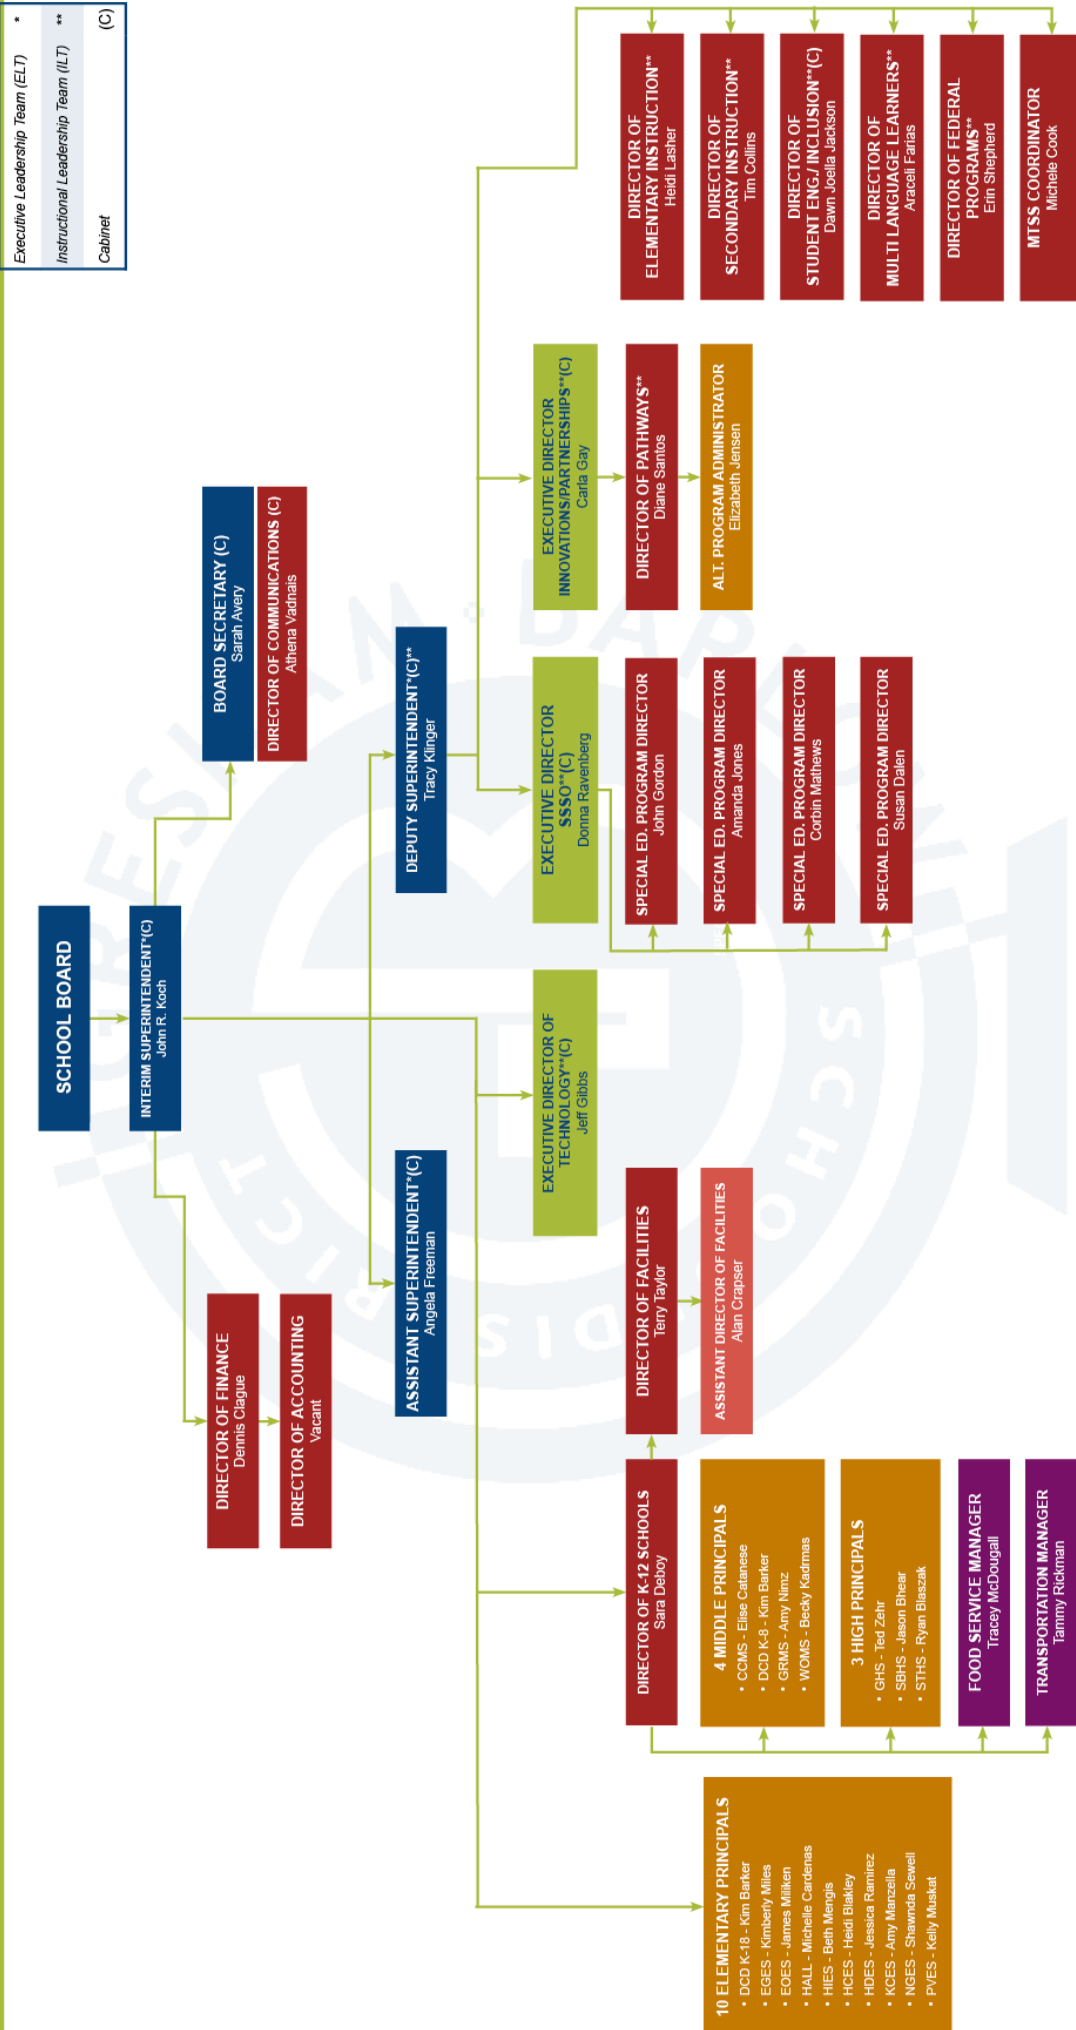 Executive Leadership Team (ELT) *
Instructional Leadership Team (ILT) **
Cabinet (C)
SCHOOL BOARD
INTERIM SUPERINTENDENT*(C)
John R. Koch
BOARD SECRETARY (C)
Sarah Avery
DIRECTOR OF COMMUNICATIONS (C)
Athena Vadnais
DIRECTOR OF FINANCE
Dennis Clague
DIRECTOR OF ACCOUNTING
Vacant
ASSISTANT SUPERINTENDENT*(C)
Angela Freeman
DEPUTY SUPERINTENDENT*(C)**
Tracy Klinger
EXECUTIVE DIRECTOR OF
TECHNOLOGY**(C)
Jeff Gibbs
EXECUTIVE DIRECTOR
SSSO**(C)
Donna Ravenberg
EXECUTIVE DIRECTOR
INNOVATIONS/PARTNERSHIPS**(C)
Carla Gay
10 ELEMENTARY PRINCIPALS
• DCD K-18 - Kim Barker
• EGES - Kimberly Miles
• EOES - James Milliken
• HALL - Michelle Cardenas
• HIES - Beth Mengis
• HCES - Heidi Blakley
• HDES - Jessica Ramirez
• KCES - Amy Manzella
• NGES - Shawnda Sewell
• PVES - Kelly Muskat
DIRECTOR OF K-12 SCHOOLS
Sara Deboy
4 MIDDLE PRINCIPALS
• CCMS - Elise Catanese
• DCD K-8 - Kim Barker
• GRMS - Amy Nimz
• WOMS - Becky Kadrmas
3 HIGH PRINCIPALS
• GHS - Ted Zehr
• SBHS - Jason Bhear
• STHS - Ryan Blaszak
FOOD SERVICE MANAGER
Tracey McDougall
TRANSPORTATION MANAGER
Tammy Rickman
DIRECTOR OF FACILITIES
Terry Taylor
ASSISTANT DIRECTOR OF FACILITIES
Alan Crapser
SPECIAL ED. PROGRAM DIRECTOR
John Gordon
SPECIAL ED. PROGRAM DIRECTOR
Amanda Jones
SPECIAL ED. PROGRAM DIRECTOR
Corbin Mathews
SPECIAL ED. PROGRAM DIRECTOR
Susan Dalen
DIRECTOR OF PATHWAYS**
Diane Santos
ALT. PROGRAM ADMINISTRATOR
Elizabeth Jensen
DIRECTOR OF
ELEMENTARY INSTRUCTION**
Heidi Lasher
DIRECTOR OF
SECONDARY INSTRUCTION**
Tim Collins
DIRECTOR OF
STUDENT ENG./ INCLUSION**(C)
Dawn Joella Jackson
DIRECTOR OF
MULTI LANGUAGE LEARNERS**
Araceli Farias
DIRECTOR OF FEDERAL
PROGRAMS**
Erin Shepherd
MTSS COORDINATOR
Michele Cook
GRESHAM · BARLOW
SCHOOL DISTRICT